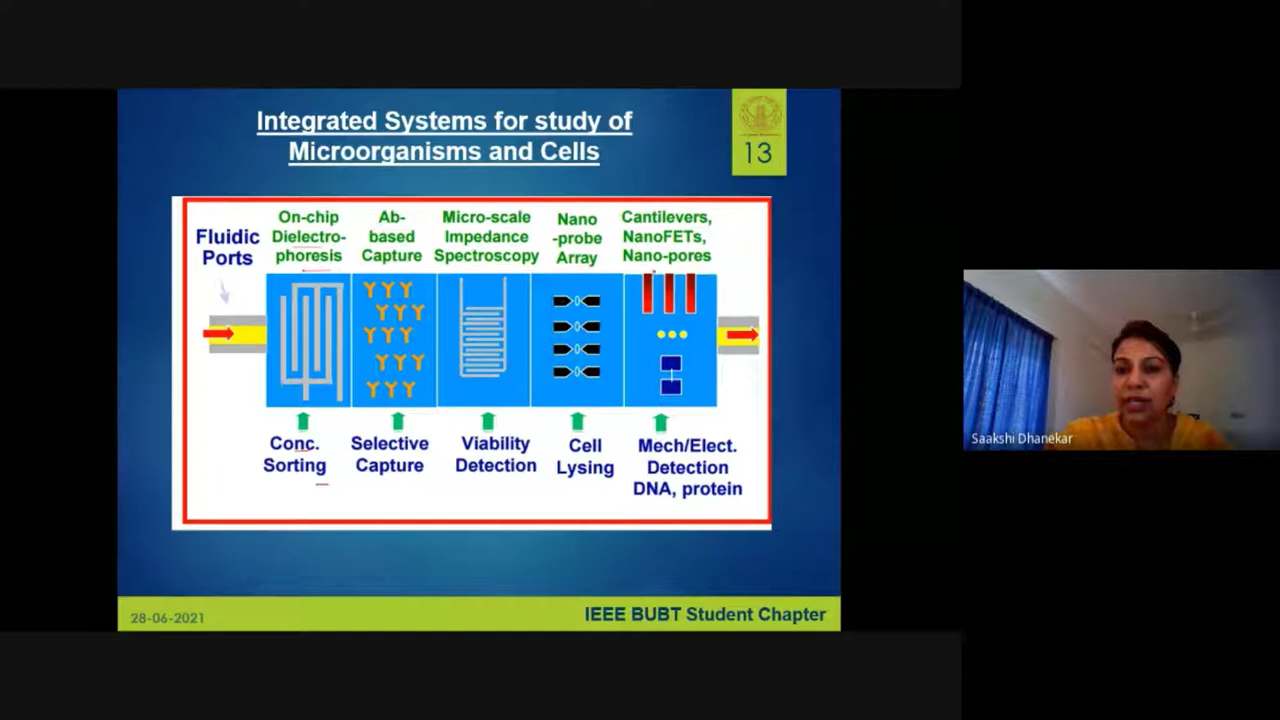 Integrated Systems for study of
Microorganisms and Cells
13
Fluidic
Ports
On-chip
Dielectro-
phoresis
Ab-
based
Capture
Micro-scale
Impedance
Spectroscopy
Nano
-probe
Array
Cantilevers,
NanoFETs,
Nano-pores
Conc.
Sorting
Selective
Capture
Viability
Detection
Cell
Lysing
Mech/Elect.
Detection
DNA, protein
28-06-2021
IEEE BUBT Student Chapter
Saakshi Dhanekar